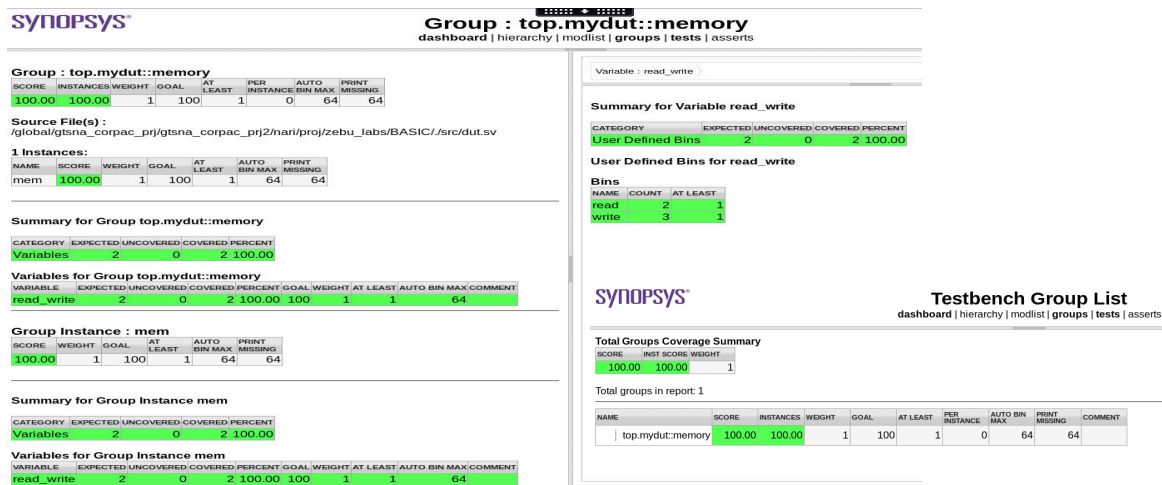 SYNOPSYS®
Group : top.mydut::memory
dashboard | hierarchy | modlist | groups | tests | asserts
Group : top.mydut::memory
SCORE INSTANCES WEIGHT GOAL AT LEAST PER INSTANCE AUTO BIN MAX PRINT MISSING
100.00 100.00 1 100 1 0 64 64
Source File(s) :
/global/gtsna_corpac_prj/gtsna_corpac_prj2/nari/proj/zebu_labs/BASIC/./src/dut.sv
1 Instances:
NAME SCORE WEIGHT GOAL AT LEAST AUTO BIN MAX PRINT MISSING
mem 100.00 1 100 1 64 64
Summary for Group top.mydut::memory
CATEGORY EXPECTED UNCOVERED COVERED PERCENT
Variables 2 0 2 100.00
Variables for Group top.mydut::memory
VARIABLE EXPECTED UNCOVERED COVERED PERCENT GOAL WEIGHT AT LEAST AUTO BIN MAX COMMENT
read_write 2 0 2 100.00 100 1 1 64
Group Instance : mem
SCORE WEIGHT GOAL AT LEAST AUTO BIN MAX PRINT MISSING
100.00 1 100 1 64 64
Summary for Group Instance mem
CATEGORY EXPECTED UNCOVERED COVERED PERCENT
Variables 2 0 2 100.00
Variables for Group Instance mem
VARIABLE EXPECTED UNCOVERED COVERED PERCENT GOAL WEIGHT AT LEAST AUTO BIN MAX COMMENT
read_write 2 0 2 100.00 100 1 1 64
Variable : read_write
Summary for Variable read_write
CATEGORY EXPECTED UNCOVERED COVERED PERCENT
User Defined Bins 2 0 2 100.00
User Defined Bins for read_write
Bins
NAME COUNT AT LEAST
read 2 1
write 3 1
SYNOPSYS®
Testbench Group List
dashboard | hierarchy | modlist | groups | tests | asserts
Total Groups Coverage Summary
SCORE INST SCORE WEIGHT
100.00 100.00 1
Total groups in report: 1
NAME SCORE INSTANCES WEIGHT GOAL AT LEAST PER INSTANCE AUTO BIN MAX PRINT MISSING COMMENT
top.mydut::memory 100.00 100.00 1 100 1 0 64 64